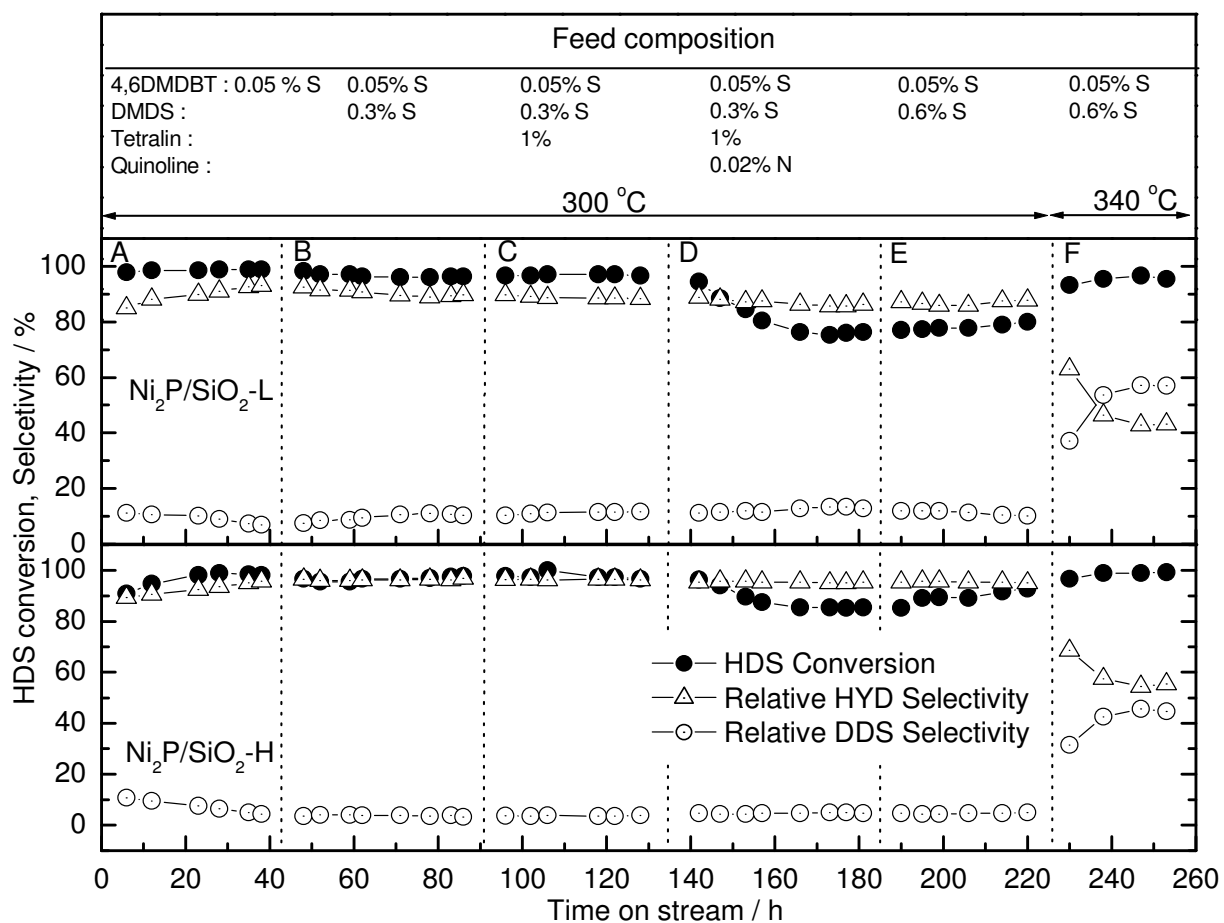 Feed composition
4,6DMDBT : 0.05 % S 0.05% S 0.05% S 0.05% S 0.05% S 0.05% S
DMDS : 0.3% S 0.3% S 0.3% S 0.6% S 0.6% S
Tetralin : 1% 1%
Quinoline : 0.02% N
300 °C 340 °C
A B C D E F
100
80
60
40
20
0
Ni₂P/SiO₂-L
HDS conversion, Selcetivity / %
100
80
60
40
20
0
HDS Conversion
Relative HYD Selectivity
Relative DDS Selectivity
Ni₂P/SiO₂-H
0 20 40 60 80 100 120 140 160 180 200 220 240 260
Time on stream / h